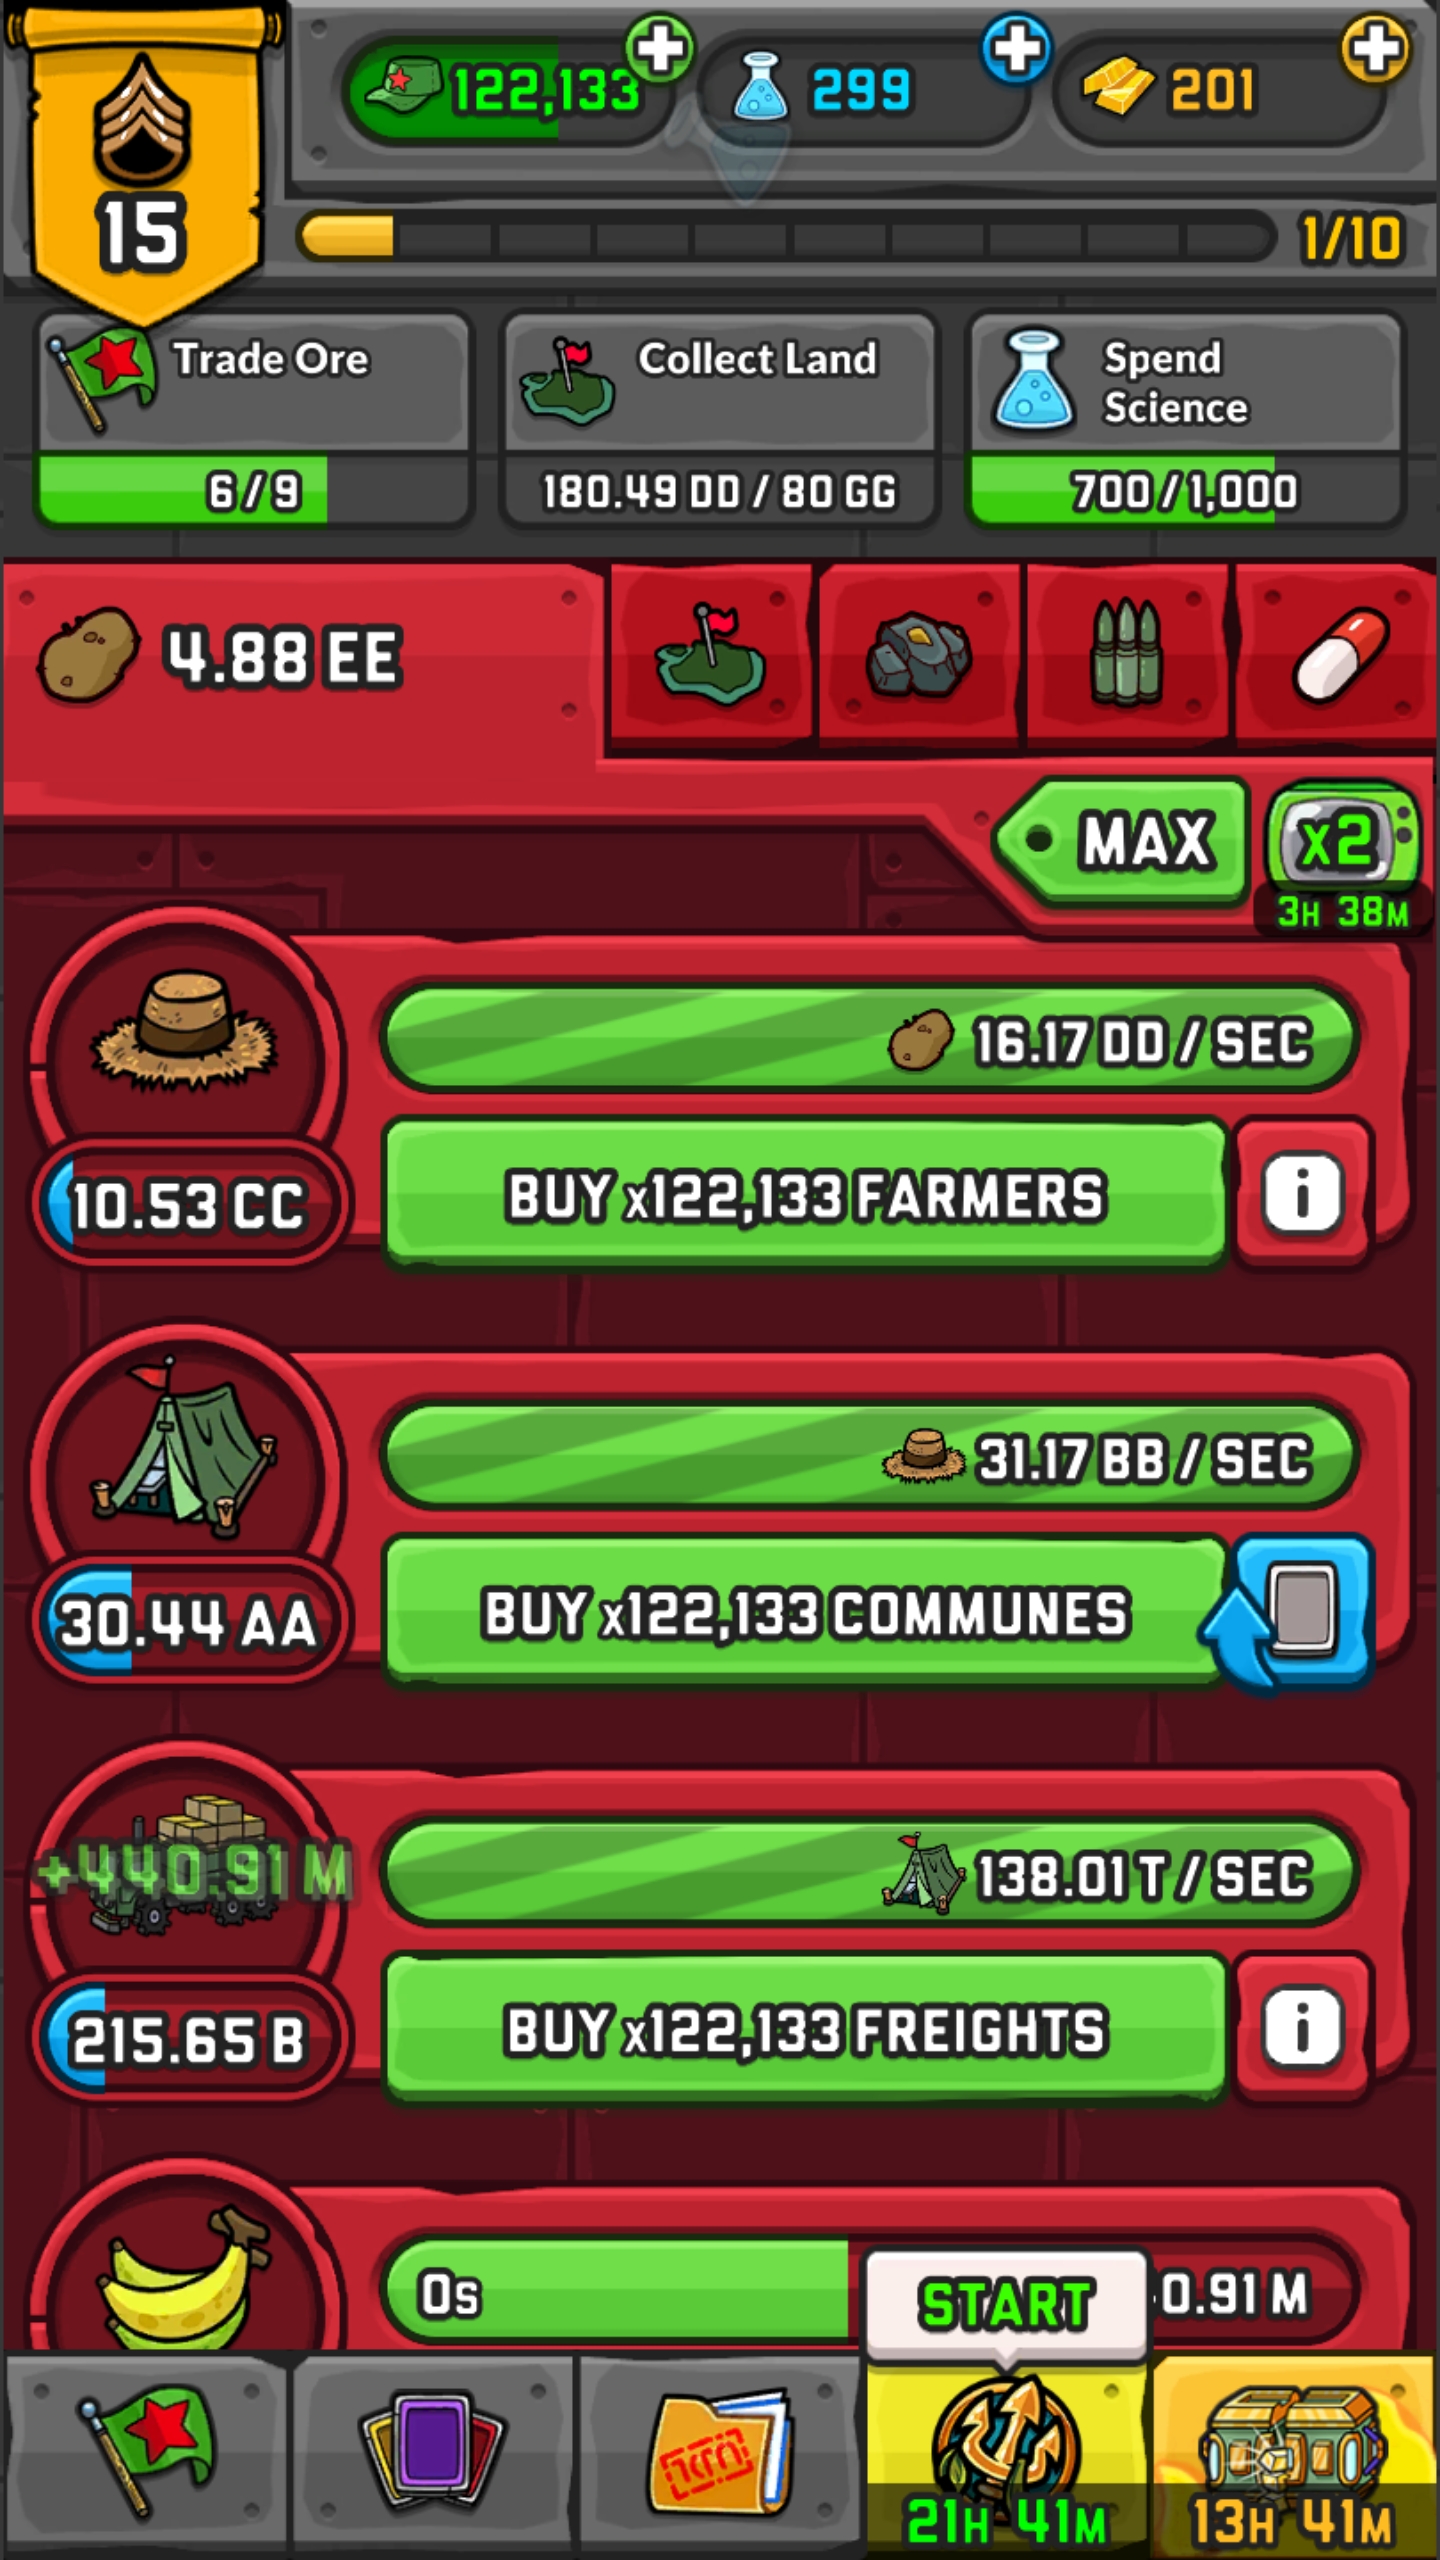 122,133
299
201
15
1/10
Trade Ore
6/9
Collect Land
180.49 DD / 80 GG
Spend
Science
700/1,000
4.88 EE
MAX
x2
3H 38M
16.17 DD / SEC
10.53 CC
BUY x122,133 FARMERS
31.17 BB / SEC
30.44 AA
BUY x122,133 COMMUNES
+440.91 M
138.01 T / SEC
215.65 B
BUY x122,133 FREIGHTS
0s
0.91 M
START
21H 41M
13H 41M